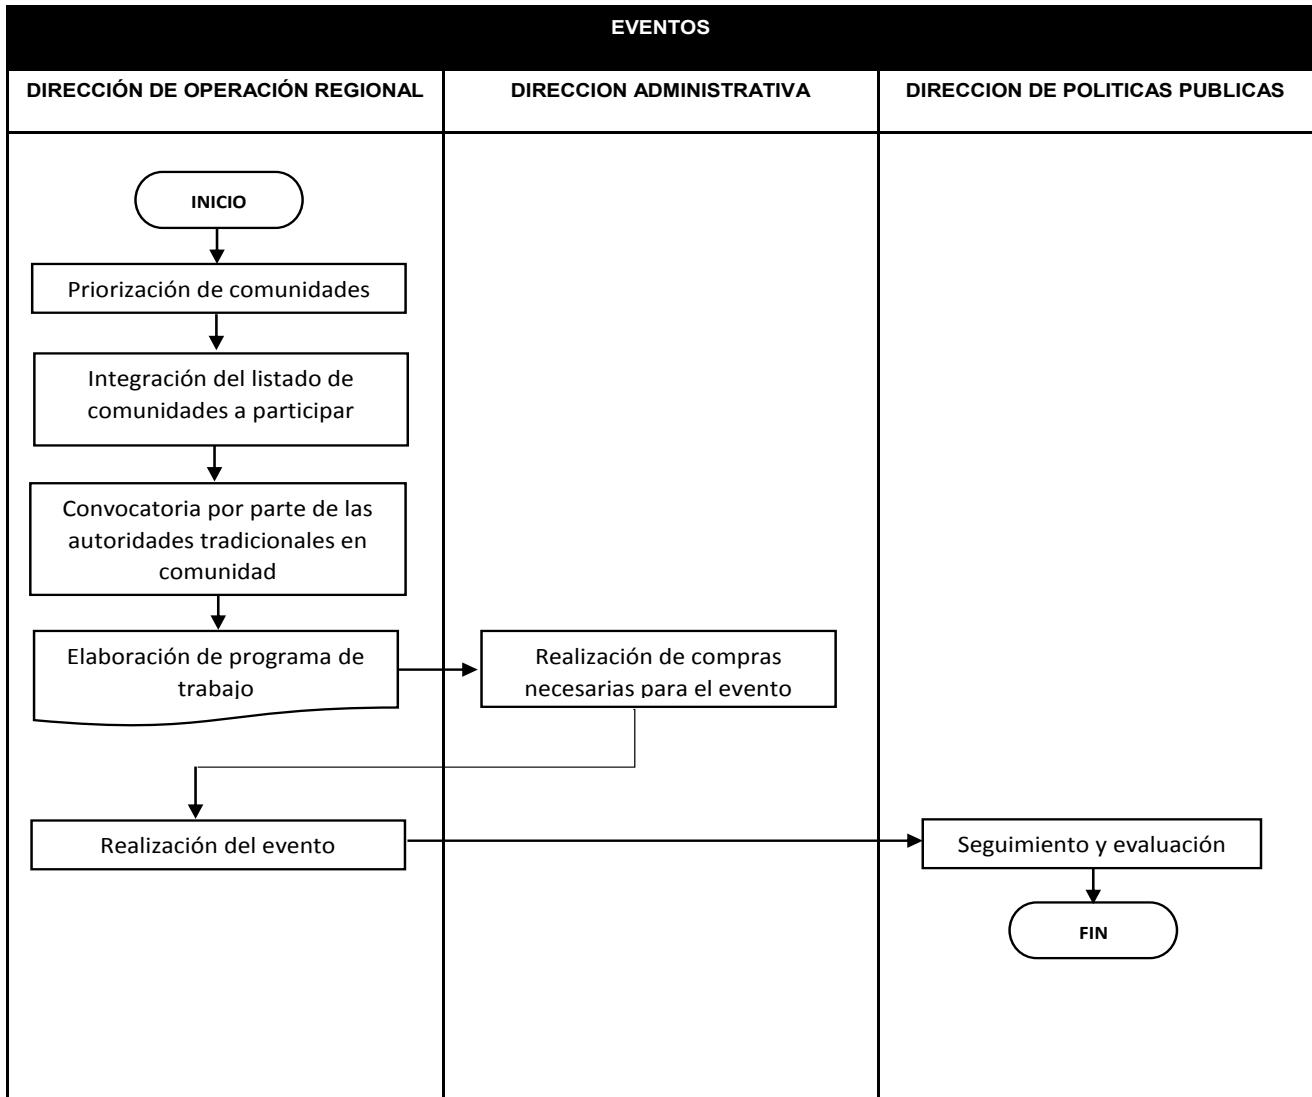 EVENTOS
DIRECCIÓN DE OPERACIÓN REGIONAL
DIRECCION ADMINISTRATIVA
DIRECCION DE POLITICAS PUBLICAS
INICIO
Priorización de comunidades
Integración del listado de
comunidades a participar
Convocatoria por parte de las
autoridades tradicionales en
comunidad
Elaboración de programa de
trabajo
Realización de compras
necesarias para el evento
Realización del evento
Seguimiento y evaluación
FIN